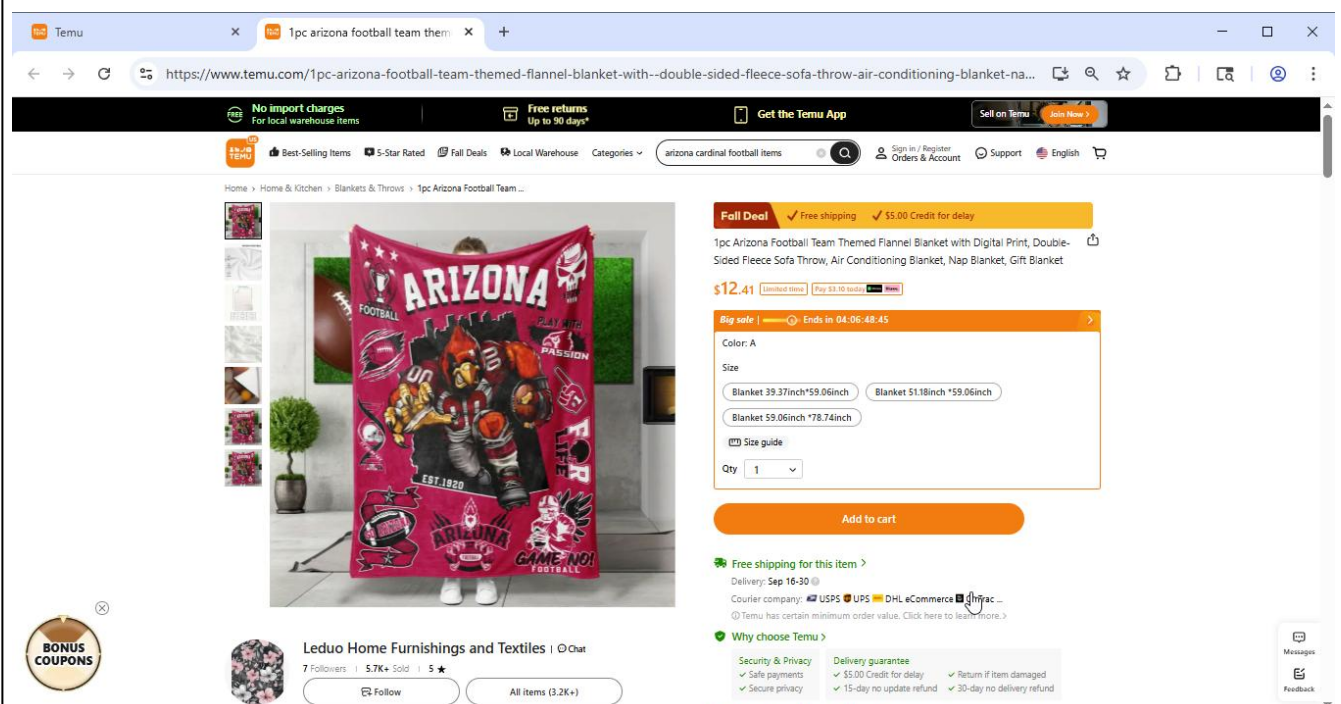 Temu
1pc arizona football team them
https://www.temu.com/1pc-arizona-football-team-themed-flannel-blanket-with--double-sided-fleece-sofa-throw-air-conditioning-blanket-na...
FREE
No import charges
For local warehouse items
Free returns
Up to 90 days*
Get the Temu App
Sell on Temu
Join Now >
TEMU
US
Best-Selling Items 5-Star Rated Fall Deals Local Warehouse Categories
arizona cardinal football items
Sign in / Register
Orders & Account
Support
English
Home > Home & Kitchen > Blankets & Throws > 1pc Arizona Football Team ...
ARIZONA
FOOTBALL
PLAY WITH
PASSION
00 00
FOR
LIFE
EST.1920
ARIZONA
FOOTBALL
GAME NO!
FOOTBALL
Fall Deal Free shipping $5.00 Credit for delay
1pc Arizona Football Team Themed Flannel Blanket with Digital Print, Double-
Sided Fleece Sofa Throw, Air Conditioning Blanket, Nap Blanket, Gift Blanket
$12.41 Limited time Pay $3.10 today
Big sale | Ends in 04:06:48:45
Color: A
Size
Blanket 39.37inch*59.06inch
Blanket 51.18inch *59.06inch
Blanket 59.06inch *78.74inch
Size guide
Qty 1
Add to cart
Free shipping for this item >
Delivery: Sep 16-30
Courier company: USPS UPS DHL eCommerce
Temu has certain minimum order value. Click here to learn more.>
Why choose Temu >
Security & Privacy
✓ Safe payments
✓ Secure privacy
Delivery guarantee
✓ $5.00 Credit for delay ✓ Return if item damaged
✓ 15-day no update refund ✓ 30-day no delivery refund
BONUS
COUPONS
Leduo Home Furnishings and Textiles | Chat
7 Followers | 5.7K+ Sold | 5 ★
Follow
All items (3.2K+)
Messages
Feedback